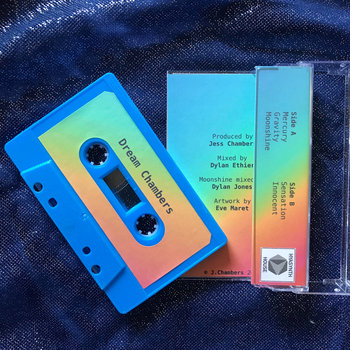 Dream Chambers
Produced by
Jess Chamber
Mixed by
Dylan Ethier
Moonshine mixed
Dylan Jones
Artwork by
Eve Maret
© J.Chambers 2
Side A
Mercury
Gravity
Moonshine
Side B
Sensation
Innocent
HOUSE